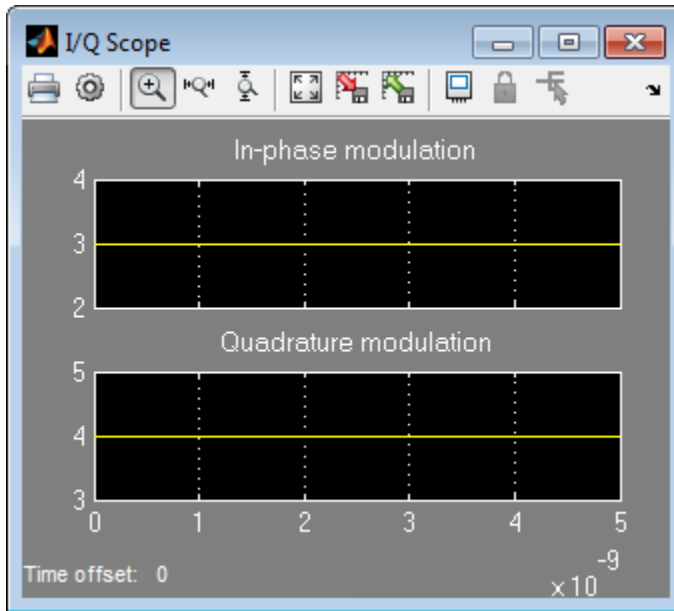 I/Q Scope
In-phase modulation
4
3
2
Quadrature modulation
5
4
3
0 1 2 3 4 5
Time offset: 0
x 10 -9